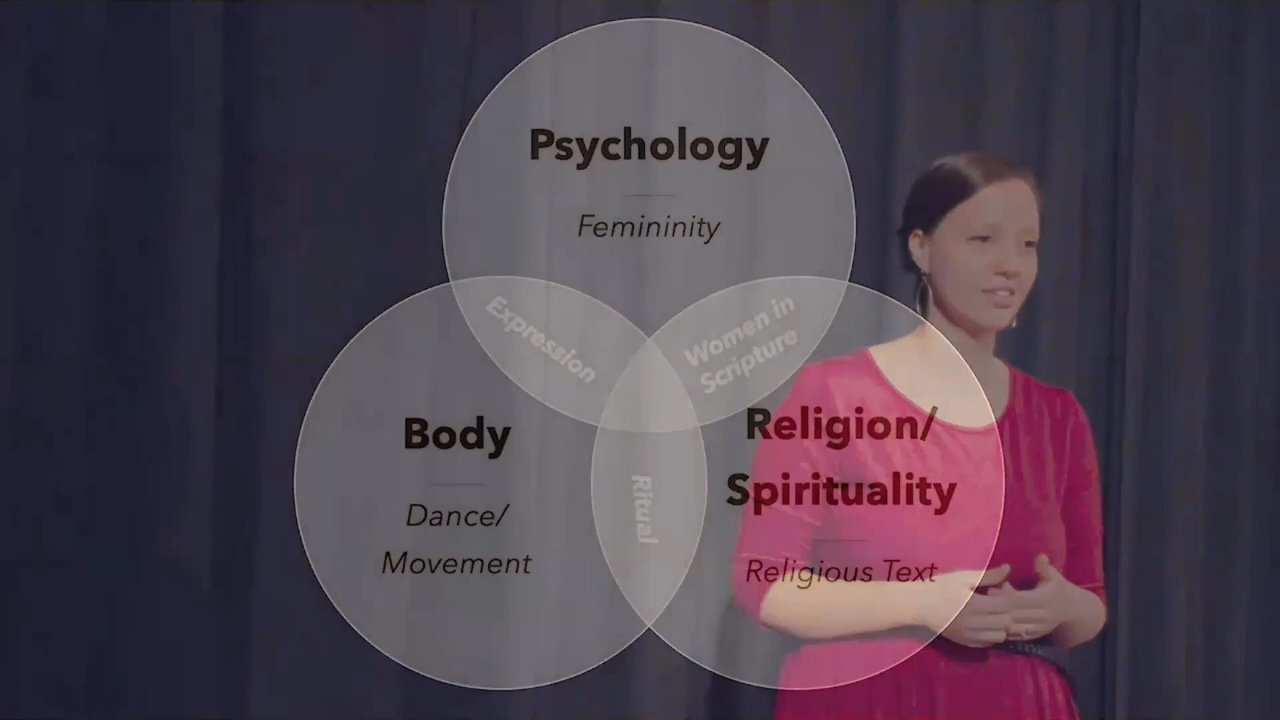 Psychology
Femininity
Expression
Women in
Scripture
Body
Dance/
Movement
Ritual
Religion/
Spirituality
Religious Text